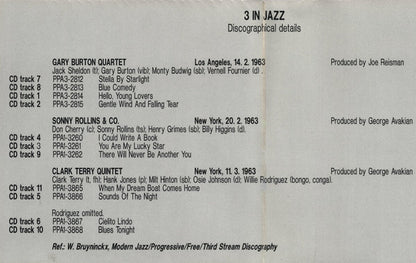 3 IN JAZZ
Discographical details
GARY BURTON QUARTET Los Angeles, 14. 2. 1963 Produced by Joe Reisman
Jack Sheldon (t); Gary Burton (vib); Monty Budwig (sb); Vernell Fournier (d) .
CD track 7 PPA3-2812 Stella By Starlight
CD track 8 PPA3-2813 Blue Comedy
CD track 1 PPA3-2814 Hello, Young Lovers
CD track 2 PPA3-2815 Gentle Wind And Falling Tear
SONNY ROLLINS & CO. New York, 20. 2. 1963 Produced by George Avakian
Don Cherry (c); Sonny Rollins (ts); Henry Grimes (sb); Billy Higgins (d).
CD track 4 PPAI-3260 I Could Write A Book
CD track 3 PPAI-3261 You Are My Lucky Star
CD track 9 PPAI-3262 There Will Never Be Another You
CLARK TERRY QUINTET New York, 11. 3. 1963 Produced by George Avakian
Clark Terry (t, fh); Hank Jones (p); Milt Hinton (sb); Osie Johnson (d); Willie Rodriguez (bongo, conga).
CD track 11 PPAI-3865 When My Dream Boat Comes Home
CD track 5 PPAI-3866 Sounds Of The Night
Rodriguez omitted.
CD track 6 PPAI-3867 Cielito Lindo
CD track 10 PPAI-3868 Blues Tonight
Ref.: W. Bruyninckx, Modern Jazz/Progressive/Free/Third Stream Discography